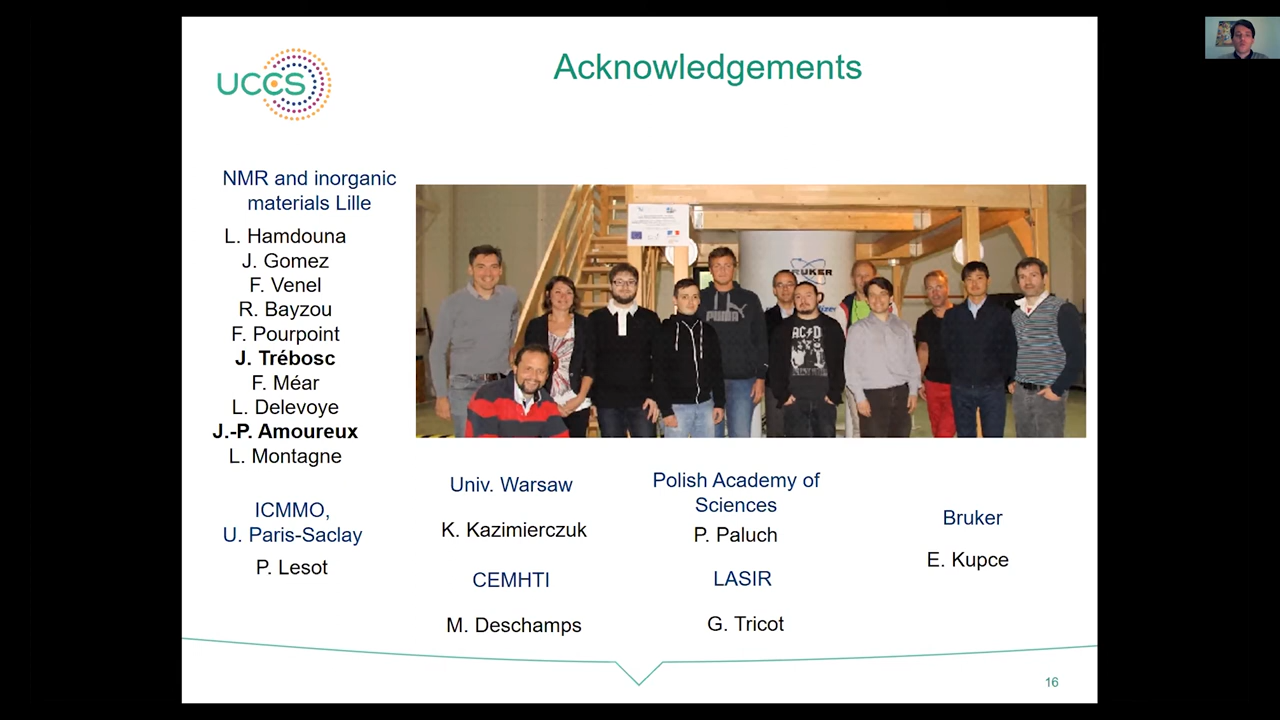 UCCS
Acknowledgements
NMR and inorganic
materials Lille
L. Hamdouna
J. Gomez
F. Venel
R. Bayzou
F. Pourpoint
J. Trébosc
F. Méar
L. Delevoye
J.-P. Amoureux
L. Montagne
ICMMO,
U. Paris-Saclay
P. Lesot
BRUKER
PUMA
AC/DC
Univ. Warsaw
K. Kazimierczuk
CEMHTI
M. Deschamps
Polish Academy of
Sciences
P. Paluch
LASIR
G. Tricot
Bruker
E. Kupce
16